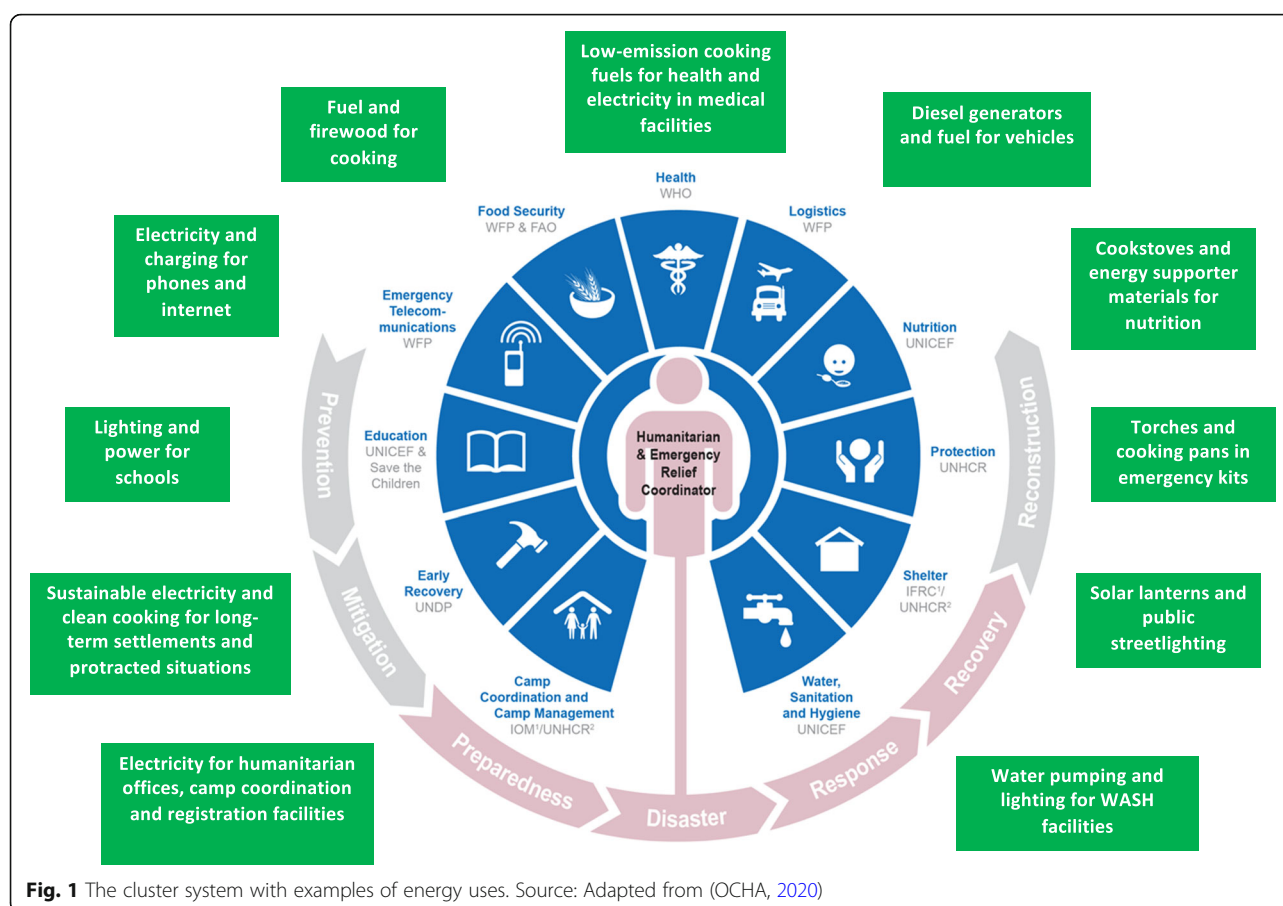 Low-emission cooking
fuels for health and
electricity in medical
facilities
Fuel and
firewood for
cooking
Diesel generators
and fuel for vehicles
Electricity and
charging for
phones and
internet
Cookstoves and
energy supporter
materials for
nutrition
Lighting and
power for
schools
Torches and
cooking pans in
emergency kits
Sustainable electricity and
clean cooking for long-
term settlements and
protracted situations
Solar lanterns and
public
streetlighting
Electricity for humanitarian
offices, camp coordination
and registration facilities
Water pumping and
lighting for WASH
facilities
Health
WHO
Food Security
WFP & FAO
Logistics
WFP
Emergency
Telecom-
munications
WFP
Nutrition
UNICEF
Education
UNICEF &
Save the
Children
Humanitarian
& Emergency
Relief
Coordinator
Protection
UNHCR
Early
Recovery
UNDP
Shelter
IFRC¹/
UNHCR²
Camp
Coordination and
Camp Management
IOM¹/UNHCR²
Water,
Sanitation
and Hygiene
UNICEF
Prevention
Mitigation
Preparedness
Disaster
Response
Recovery
Reconstruction
Fig. 1 The cluster system with examples of energy uses. Source: Adapted from (OCHA, 2020)